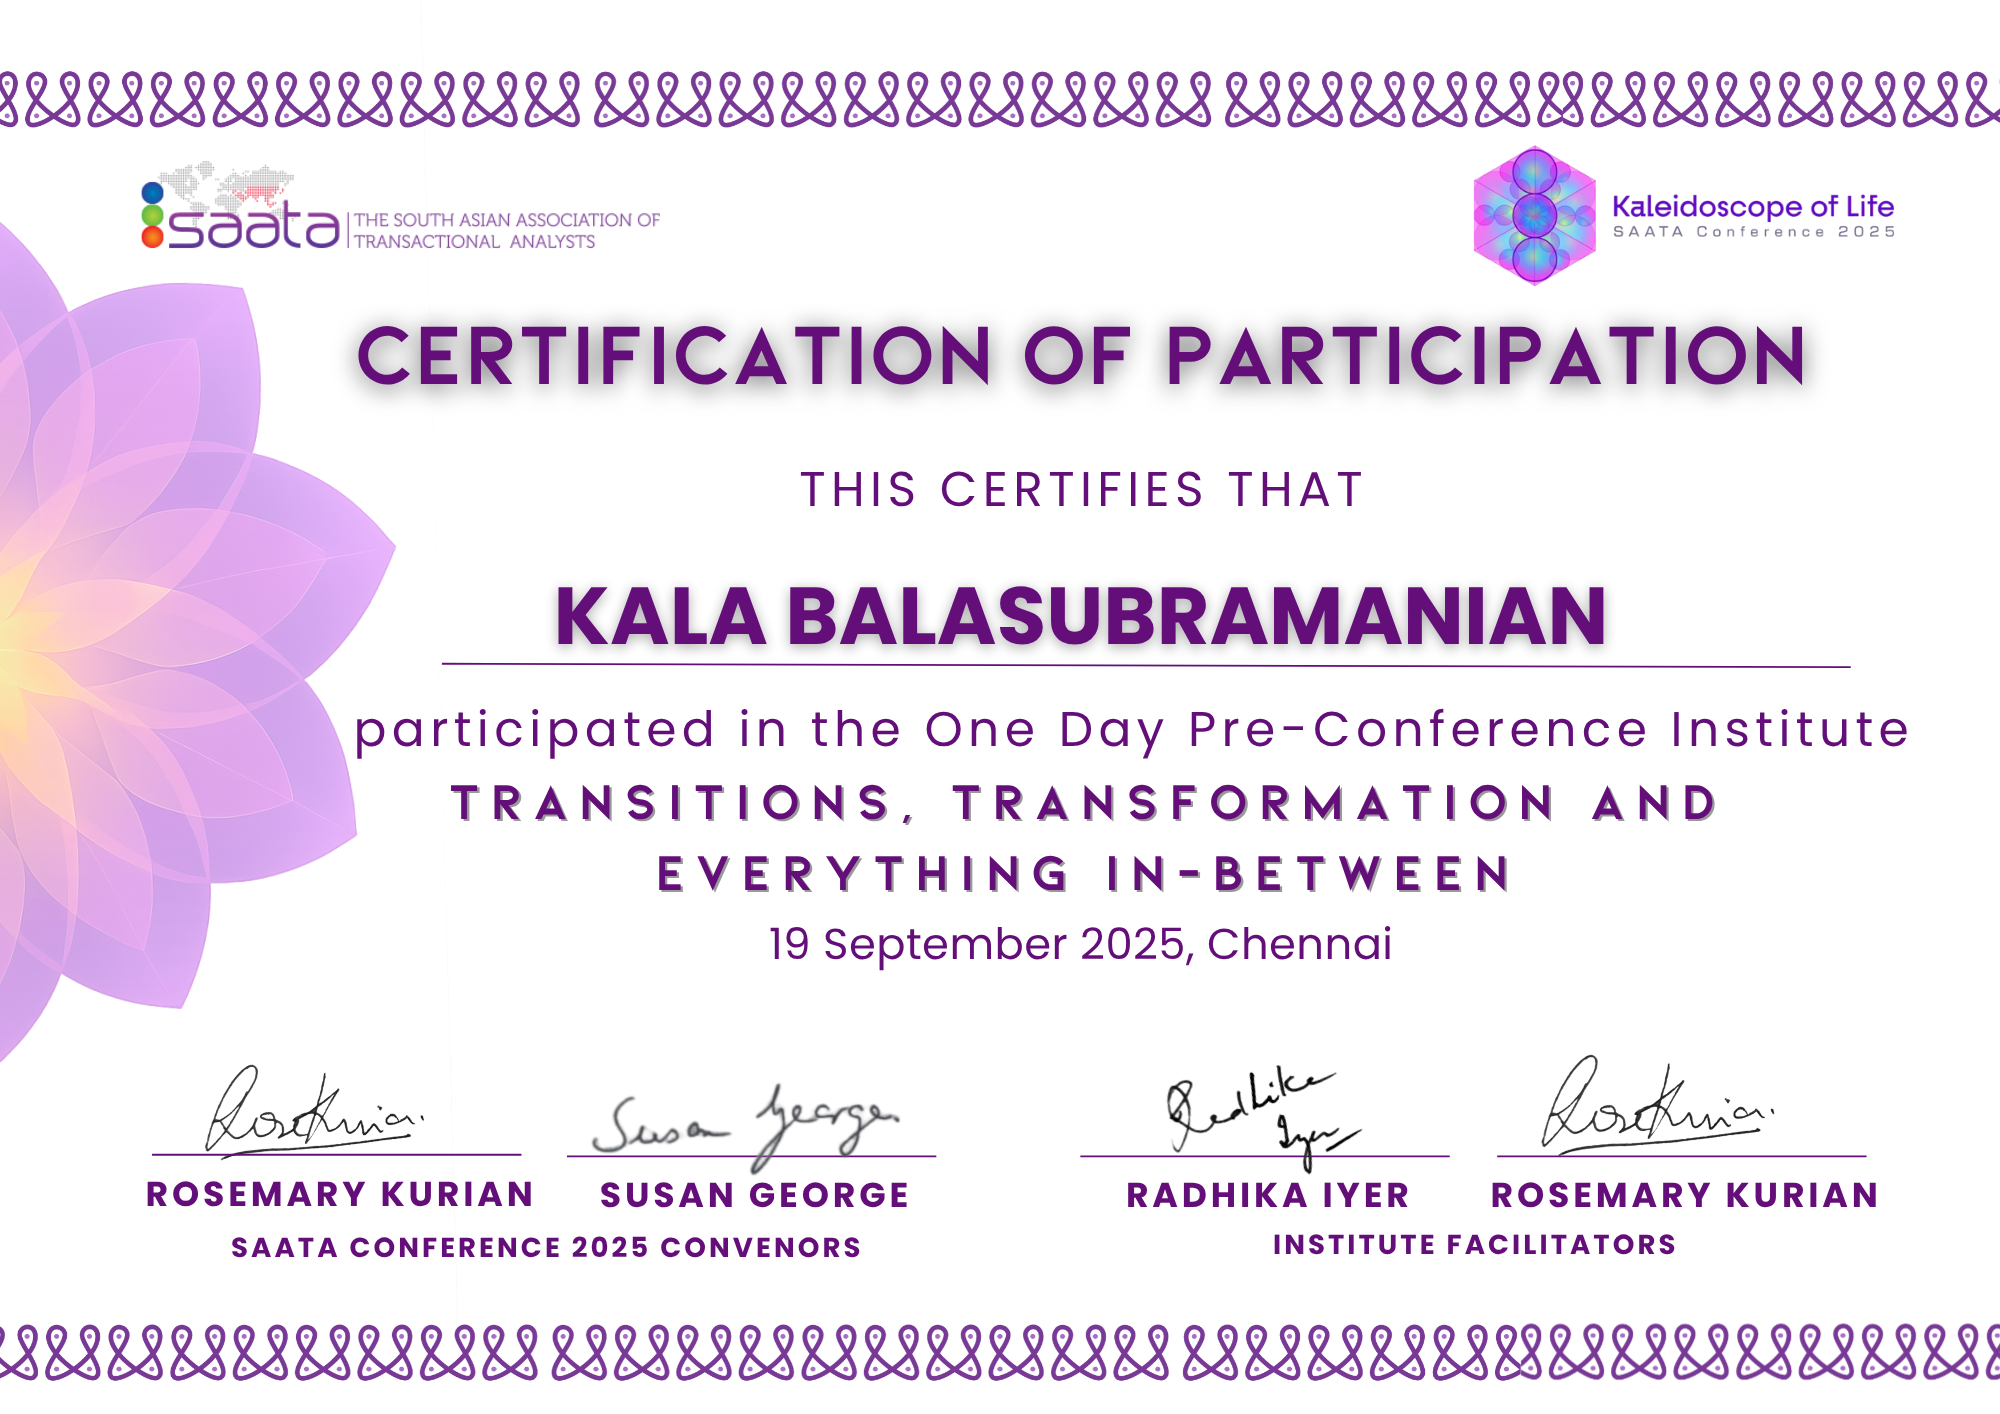 saata
THE SOUTH ASIAN ASSOCIATION OF
TRANSACTIONAL ANALYSTS
Kaleidoscope of Life
SAATA Conference 2025
CERTIFICATION OF PARTICIPATION
THIS CERTIFIES THAT
KALA BALASUBRAMANIAN
participated in the One Day Pre-Conference Institute
TRANSITIONS, TRANSFORMATION AND
EVERYTHING IN-BETWEEN
19 September 2025, Chennai
Susan George
Radhika
Iyer
ROSEMARY KURIAN
SUSAN GEORGE
RADHIKA IYER
ROSEMARY KURIAN
SAATA CONFERENCE 2025 CONVENORS
INSTITUTE FACILITATORS